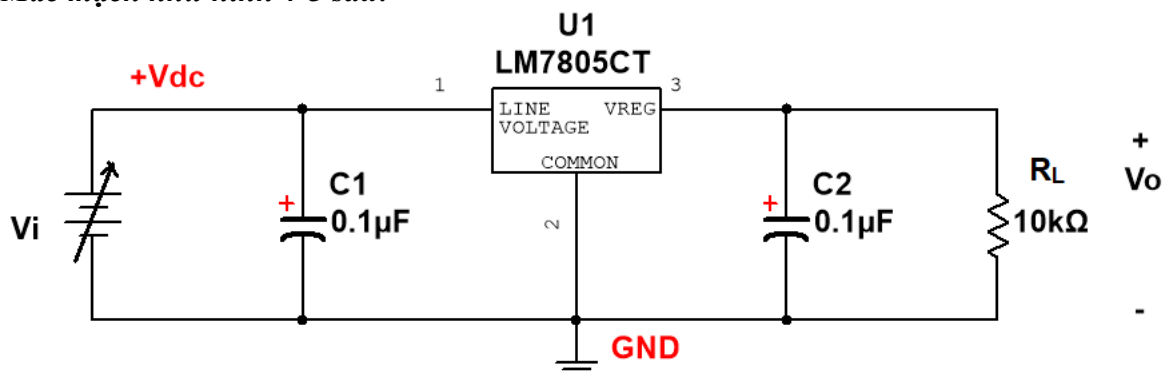 U1
LM7805CT
+Vdc
1
3
LINE
VREG
VOLTAGE
COMMON
2
Vi
+
C1
0.1µF
+
C2
0.1µF
RL
10kΩ
+
Vo
-
GND